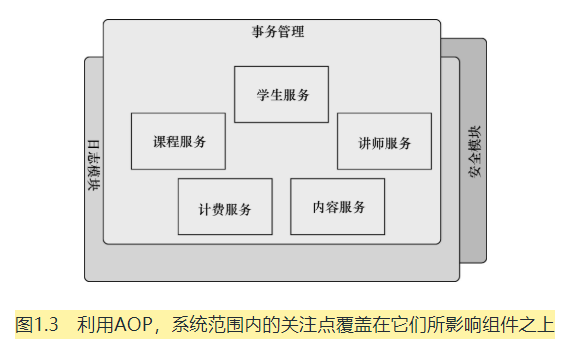 事务管理
学生服务
课程服务
讲师服务
计费服务
内容服务
日志模块
安全模块
图1.3 利用AOP，系统范围内的关注点覆盖在它们所影响组件之上